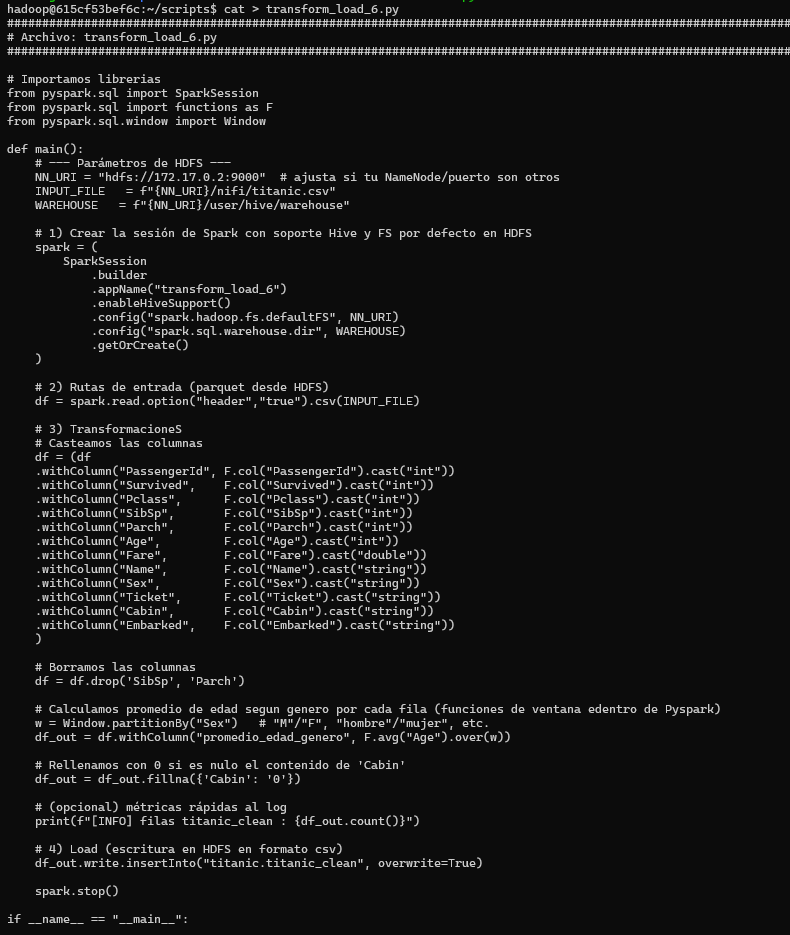 hadoop@615cf53bef6c:~/scripts$ cat > transform_load_6.py
################################################################################################################
# Archivo: transform_load_6.py
################################################################################################################

# Importamos librerias
from pyspark.sql import SparkSession
from pyspark.sql import functions as F
from pyspark.sql.window import Window

def main():
    # --- Parámetros de HDFS ---
    NN_URI = "hdfs://172.17.0.2:9000"  # ajusta si tu NameNode/puerto son otros
    INPUT_FILE   = f"{NN_URI}/nifi/titanic.csv"
    WAREHOUSE   = f"{NN_URI}/user/hive/warehouse"

    # 1) Crear la sesión de Spark con soporte Hive y FS por defecto en HDFS
    spark = (
        SparkSession
            .builder
            .appName("transform_load_6")
            .enableHiveSupport()
            .config("spark.hadoop.fs.defaultFS", NN_URI)
            .config("spark.sql.warehouse.dir", WAREHOUSE)
            .getOrCreate()
    )

    # 2) Rutas de entrada (parquet desde HDFS)
    df = spark.read.option("header","true").csv(INPUT_FILE)

    # 3) TransformacioneS
    # Casteamos las columnas
    df = (df
    .withColumn("PassengerId", F.col("PassengerId").cast("int"))
    .withColumn("Survived",    F.col("Survived").cast("int"))
    .withColumn("Pclass",      F.col("Pclass").cast("int"))
    .withColumn("SibSp",       F.col("SibSp").cast("int"))
    .withColumn("Parch",       F.col("Parch").cast("int"))
    .withColumn("Age",         F.col("Age").cast("int"))
    .withColumn("Fare",        F.col("Fare").cast("double"))
    .withColumn("Name",        F.col("Name").cast("string"))
    .withColumn("Sex",         F.col("Sex").cast("string"))
    .withColumn("Ticket",      F.col("Ticket").cast("string"))
    .withColumn("Cabin",       F.col("Cabin").cast("string"))
    .withColumn("Embarked",    F.col("Embarked").cast("string"))
    )

    # Borramos las columnas
    df = df.drop('SibSp', 'Parch')

    # Calculamos promedio de edad segun genero por cada fila (funciones de ventana edentro de Pyspark)
    w = Window.partitionBy("Sex")   # "M"/"F", "hombre"/"mujer", etc.
    df_out = df.withColumn("promedio_edad_genero", F.avg("Age").over(w))

    # Rellenamos con 0 si es nulo el contenido de 'Cabin'
    df_out = df_out.fillna({'Cabin': '0'})

    # (opcional) métricas rápidas al log
    print(f"[INFO] filas titanic_clean : {df_out.count()}")

    # 4) Load (escritura en HDFS en formato csv)
    df_out.write.insertInto("titanic.titanic_clean", overwrite=True)

    spark.stop()

if __name__ == "__main__":